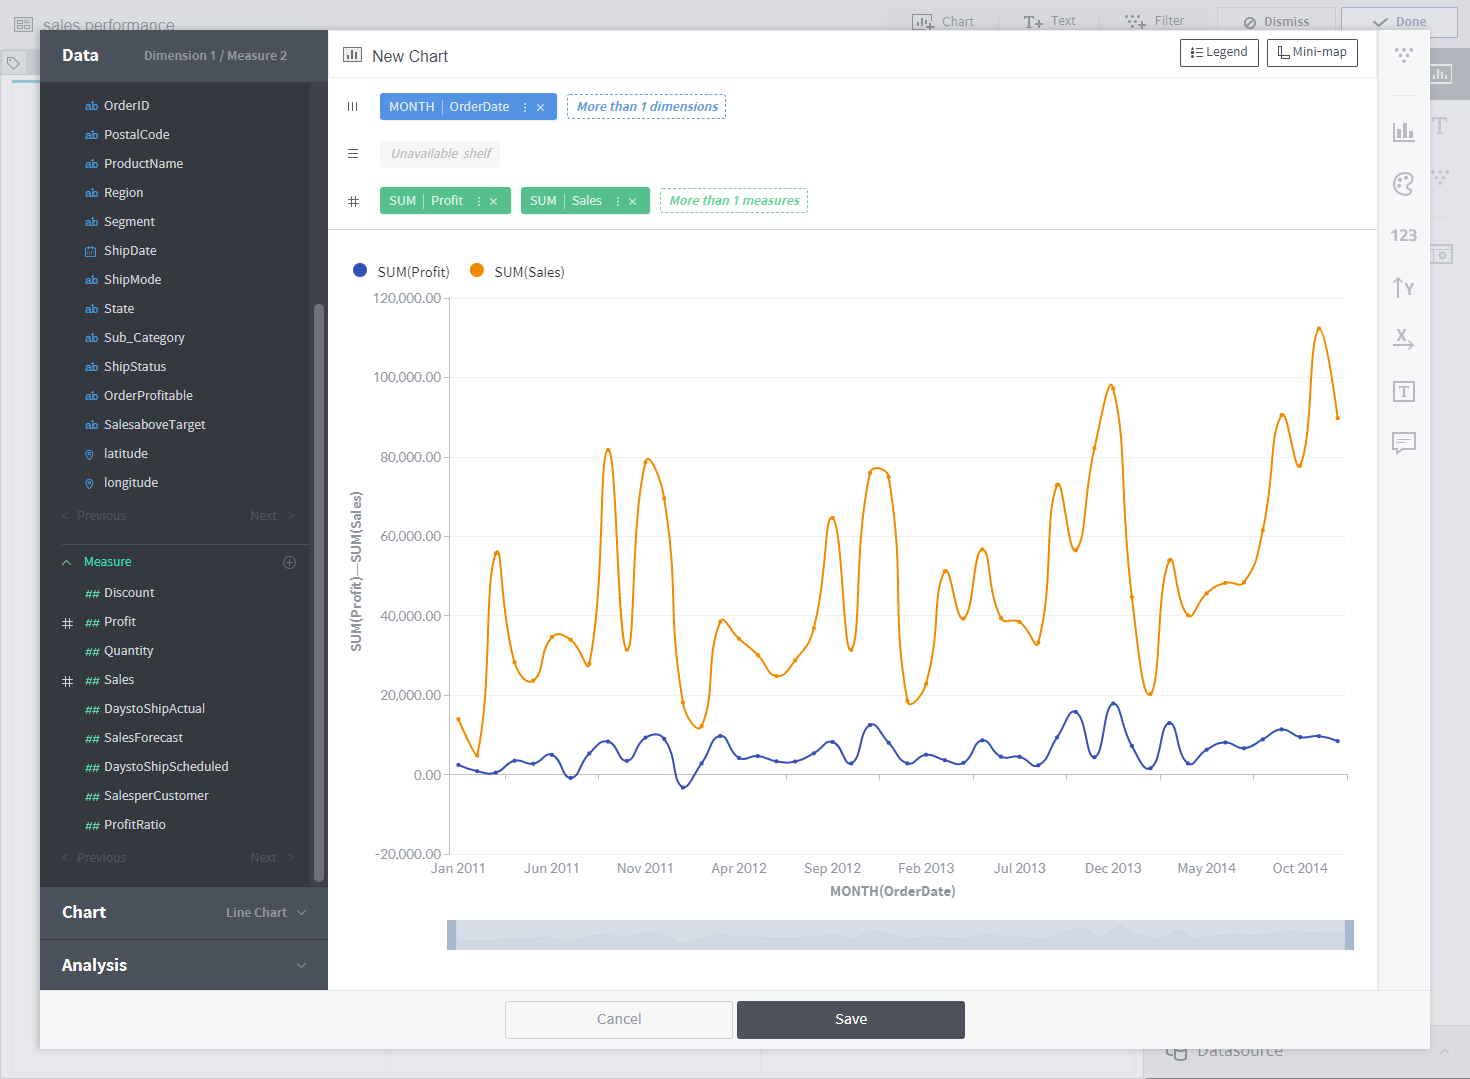 sales performance
Chart
Text
Filter
Dismiss
Done
Data
Dimension 1 / Measure 2
New Chart
Legend
Mini-map
ab OrderID
ab PostalCode
ab ProductName
ab Region
ab Segment
ShipDate
ab ShipMode
ab State
ab Sub_Category
ab ShipStatus
ab OrderProfitable
ab SalesaboveTarget
latitude
longitude
< Previous
Next >
Measure
## Discount
## Profit
## Quantity
## Sales
## DaystoShipActual
## SalesForecast
## DaystoShipScheduled
## SalesperCustomer
## ProfitRatio
< Previous
Next >
Chart
Line Chart
Analysis
MONTH | OrderDate
More than 1 dimensions
Unavailable shelf
SUM | Profit
SUM | Sales
More than 1 measures
SUM(Profit)
SUM(Sales)
120,000.00
100,000.00
80,000.00
60,000.00
40,000.00
20,000.00
0.00
-20,000.00
SUM(Profit)—SUM(Sales)
Jan 2011
Jun 2011
Nov 2011
Apr 2012
Sep 2012
Feb 2013
Jul 2013
Dec 2013
May 2014
Oct 2014
MONTH(OrderDate)
123
Y
X
T
T
Cancel
Save
Datasource